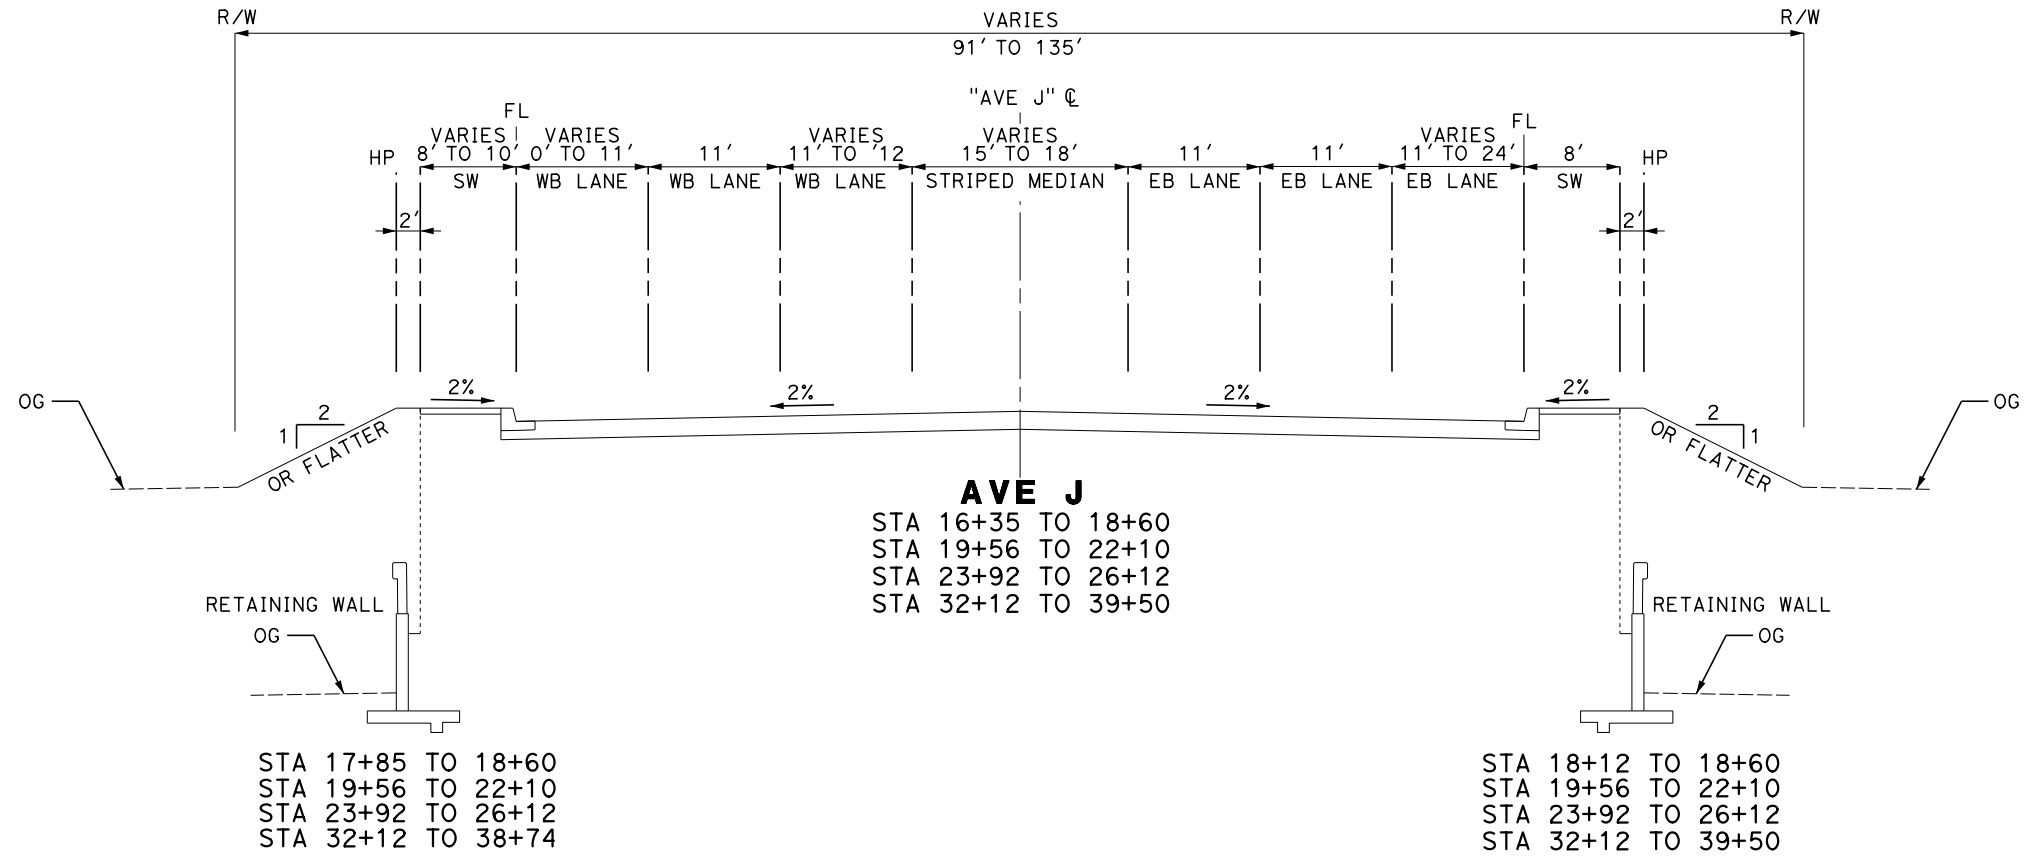 R/W
VARIES
R/W
91' TO 135'
"AVE J" ℄
FL
FL
VARIES
VARIES
VARIES
VARIES
VARIES
HP
8' TO 10'
0' TO 11'
11'
11' TO '12
15' TO 18'
11'
11'
11' TO 24'
8'
HP
SW
WB LANE
WB LANE
WB LANE
STRIPED MEDIAN
EB LANE
EB LANE
EB LANE
SW
2'
2'
2%
2%
2%
2%
OG
2
1
OR FLATTER
2
1
OR FLATTER
OG
AVE J
STA 16+35 TO 18+60
STA 19+56 TO 22+10
STA 23+92 TO 26+12
STA 32+12 TO 39+50
RETAINING WALL
OG
RETAINING WALL
OG
STA 17+85 TO 18+60
STA 19+56 TO 22+10
STA 23+92 TO 26+12
STA 32+12 TO 38+74
STA 18+12 TO 18+60
STA 19+56 TO 22+10
STA 23+92 TO 26+12
STA 32+12 TO 39+50